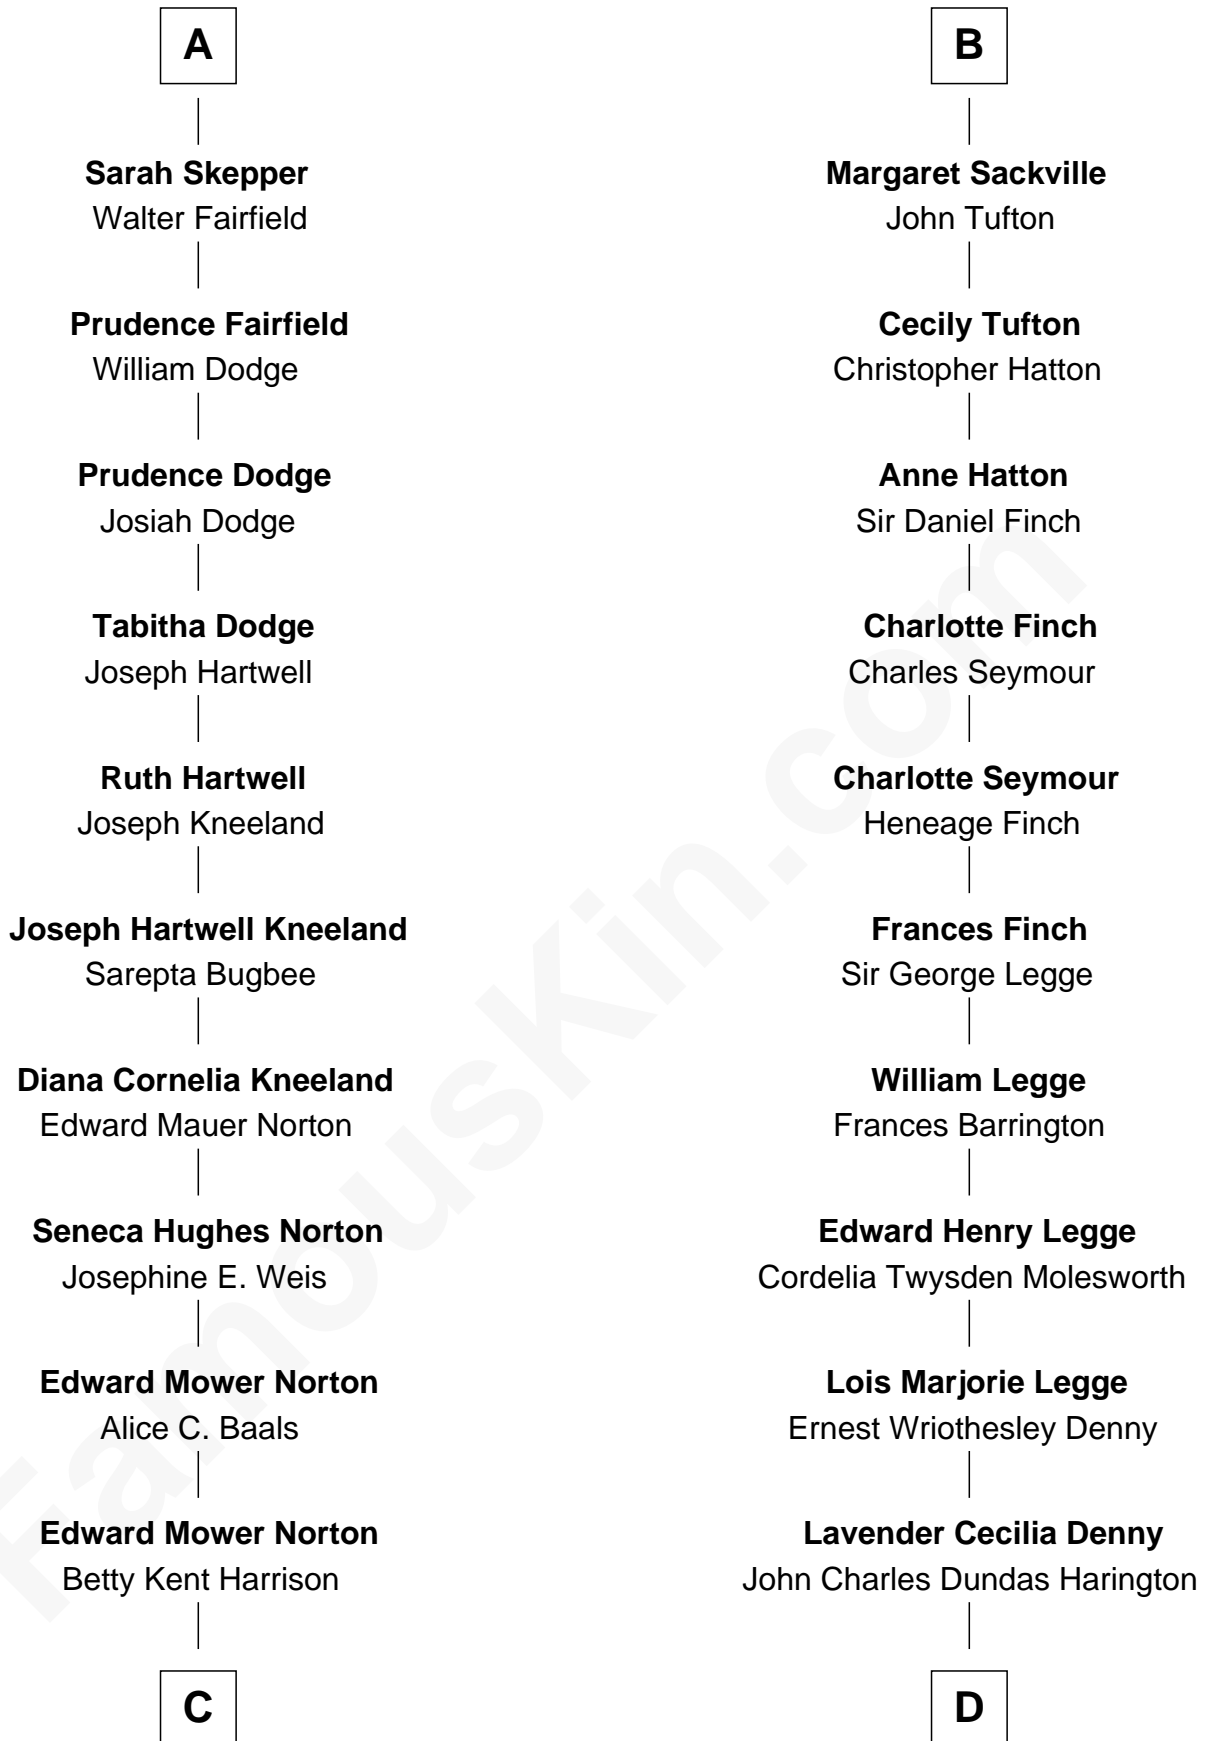 A
Sarah Skepper
Walter Fairfield
Prudence Fairfield
William Dodge
Prudence Dodge
Josiah Dodge
Tabitha Dodge
Joseph Hartwell
Ruth Hartwell
Joseph Kneeland
Joseph Hartwell Kneeland
Sarepta Bugbee
Diana Cornelia Kneeland
Edward Mauer Norton
Seneca Hughes Norton
Josephine E. Weis
Edward Mower Norton
Alice C. Baals
Edward Mower Norton
Betty Kent Harrison
C
B
Margaret Sackville
John Tufton
Cecily Tufton
Christopher Hatton
Anne Hatton
Sir Daniel Finch
Charlotte Finch
Charles Seymour
Charlotte Seymour
Heneage Finch
Frances Finch
Sir George Legge
William Legge
Frances Barrington
Edward Henry Legge
Cordelia Twysden Molesworth
Lois Marjorie Legge
Ernest Wriothesley Denny
Lavender Cecilia Denny
John Charles Dundas Harington
D
FamousKin.com